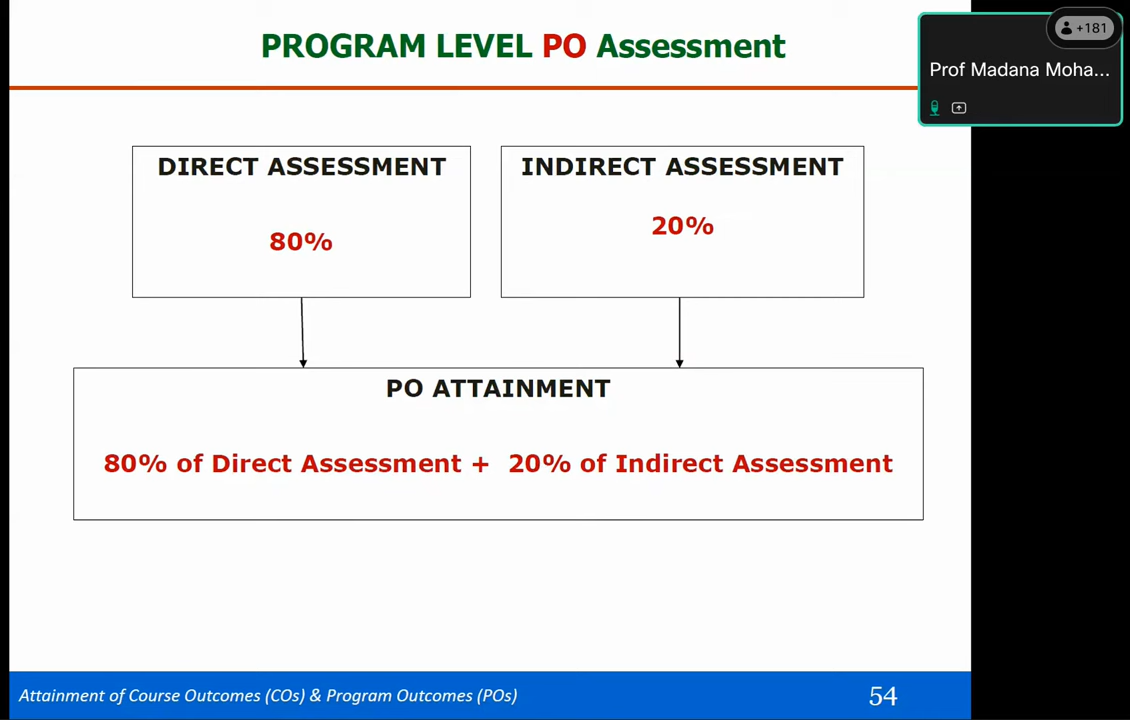 PROGRAM LEVEL PO Assessment
+181
Prof Madana Moha...
DIRECT ASSESSMENT
80%
INDIRECT ASSESSMENT
20%
PO ATTAINMENT
80% of Direct Assessment + 20% of Indirect Assessment
Attainment of Course Outcomes (COs) & Program Outcomes (POs)
54